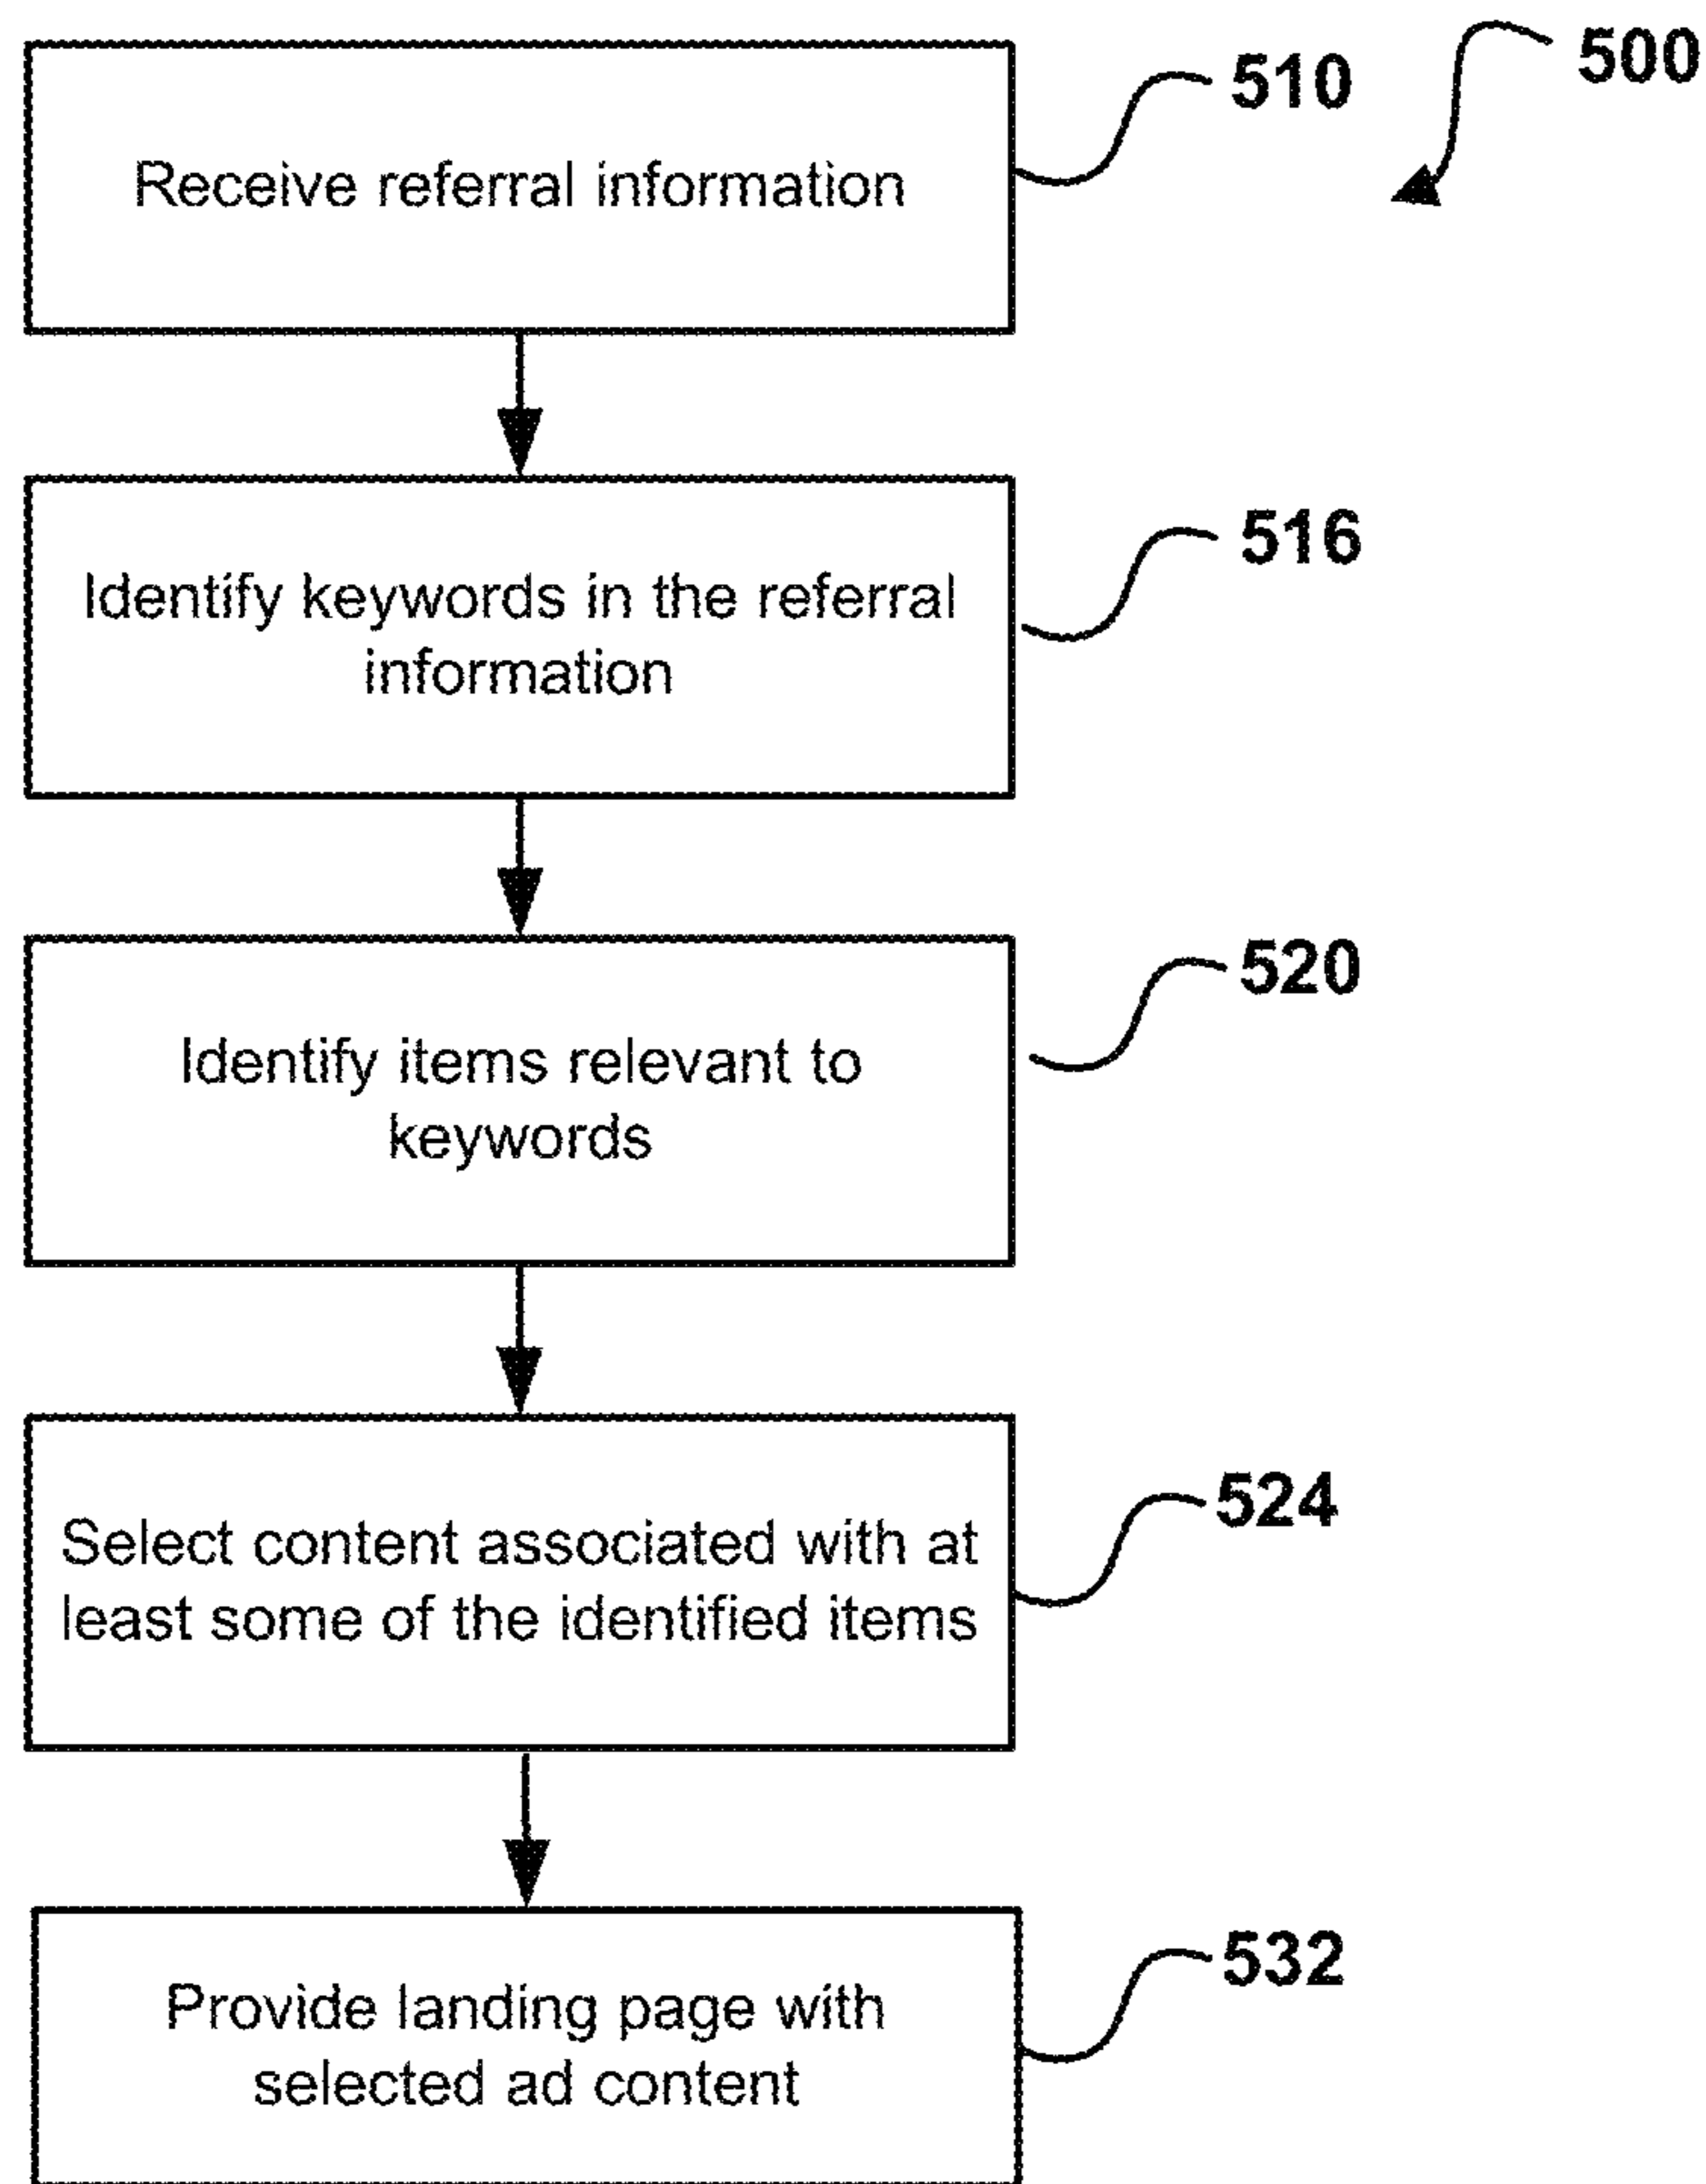 500
510
Receive referral information
516
Identify keywords in the referral
information
520
Identify items relevant to
keywords
524
Select content associated with at
least some of the identified items
532
Provide landing page with
selected ad content